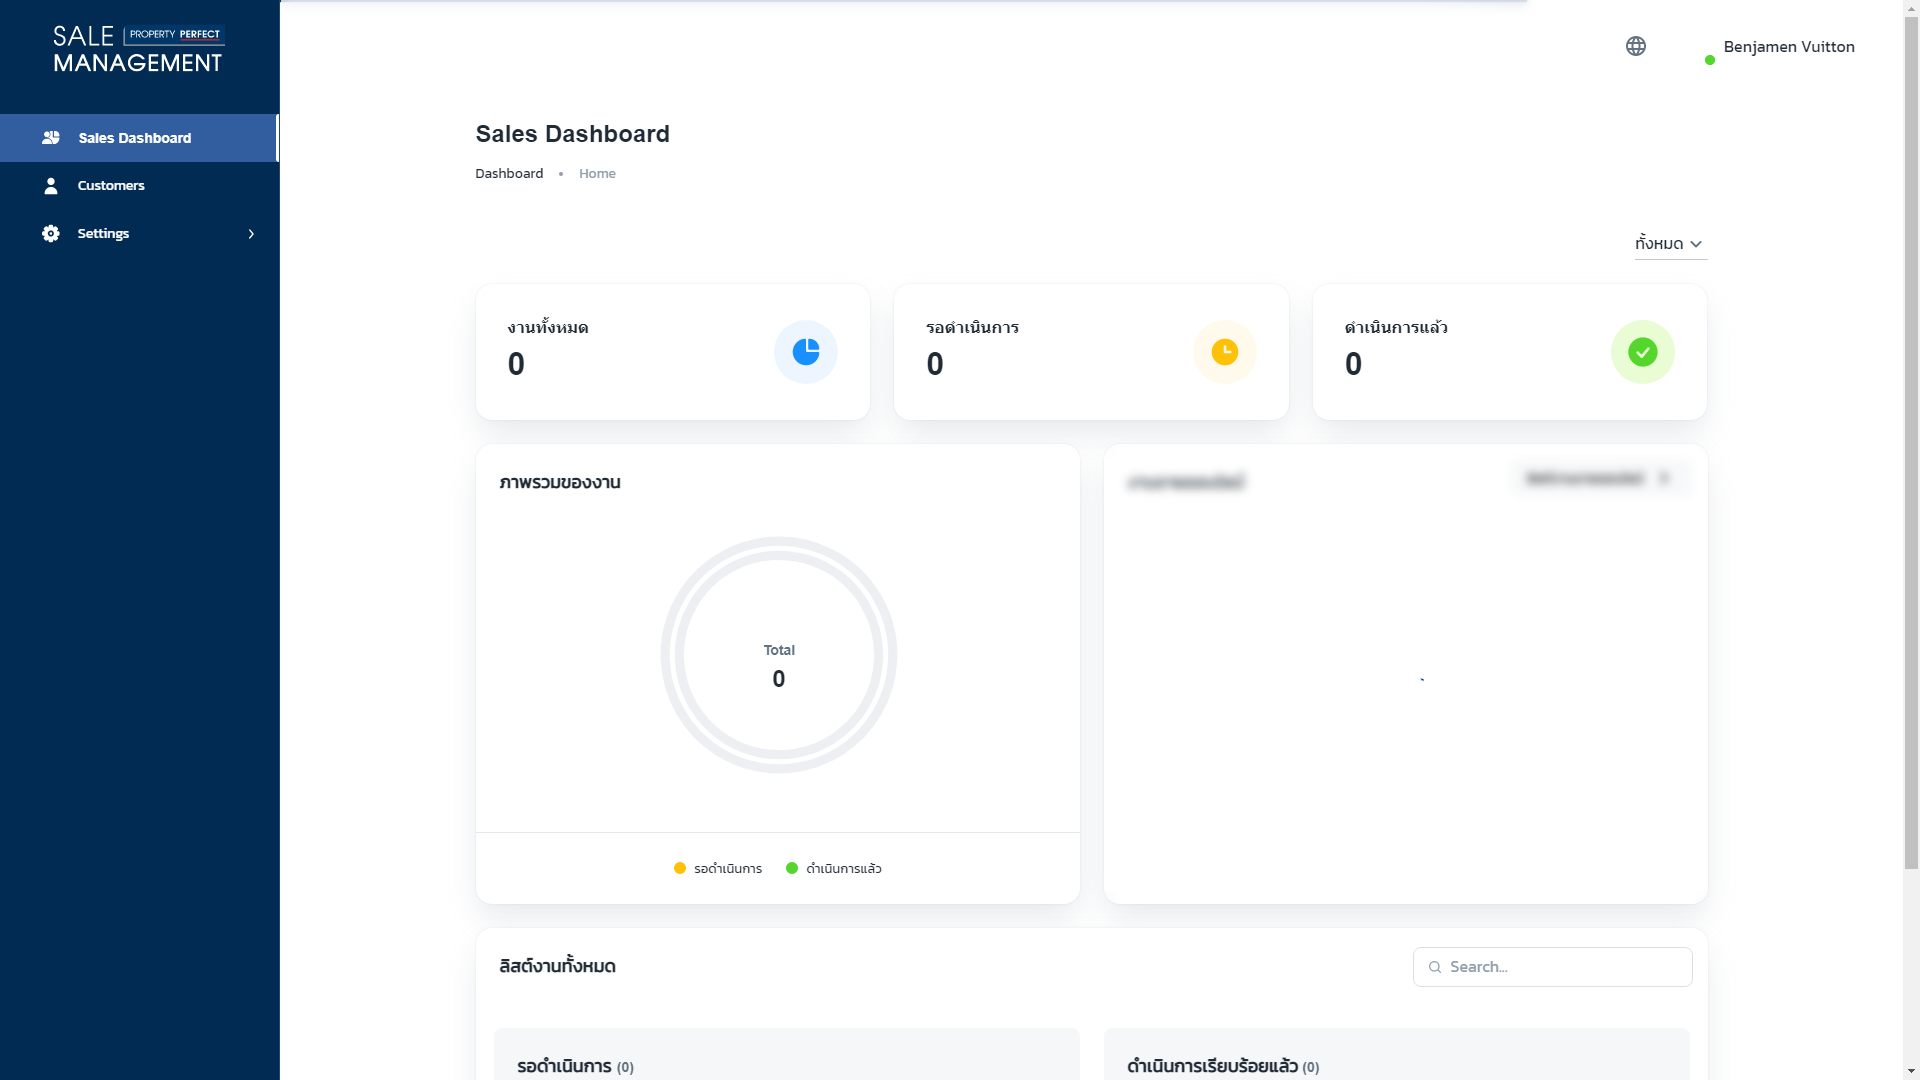 SALE PROPERTY PERFECT
MANAGEMENT
Benjamen Vuitton
Sales Dashboard
Customers
Settings
Sales Dashboard
Dashboard • Home
ทั้งหมด
งานทั้งหมด
0
รอดำเนินการ
0
ดำเนินการแล้ว
0
ภาพรวมของงาน
Total
0
รอดำเนินการ
ดำเนินการแล้ว
ลิสต์งานทั้งหมด
Search...
รอดำเนินการ (0)
ดำเนินการเรียบร้อยแล้ว (0)